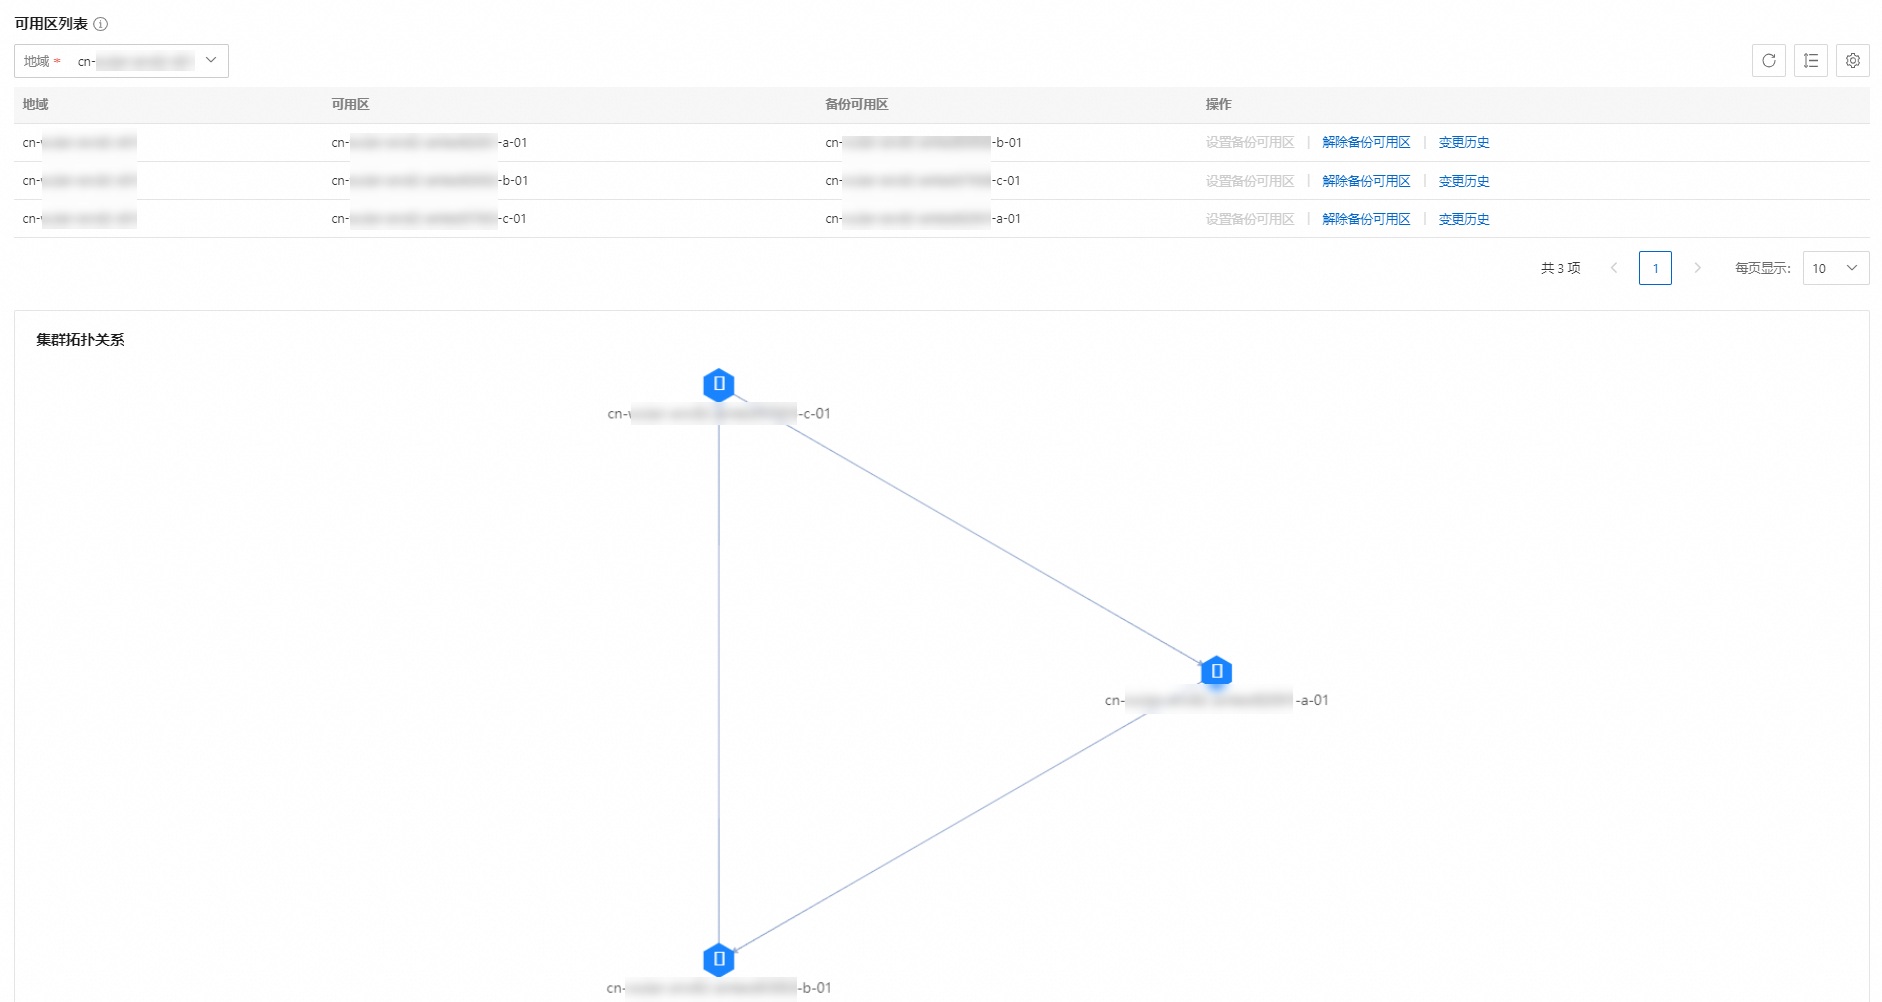 可用区列表
地域 * cn-
地域 可用区 备份可用区 操作
cn- cn- -a-01 cn- -b-01 设置备份可用区 | 解除备份可用区 | 变更历史
cn- cn- -b-01 cn- -c-01 设置备份可用区 | 解除备份可用区 | 变更历史
cn- cn- -c-01 cn- -a-01 设置备份可用区 | 解除备份可用区 | 变更历史
共 3 项 1 每页显示: 10
集群拓扑关系
cn- -c-01
cn- -a-01
cn- -b-01